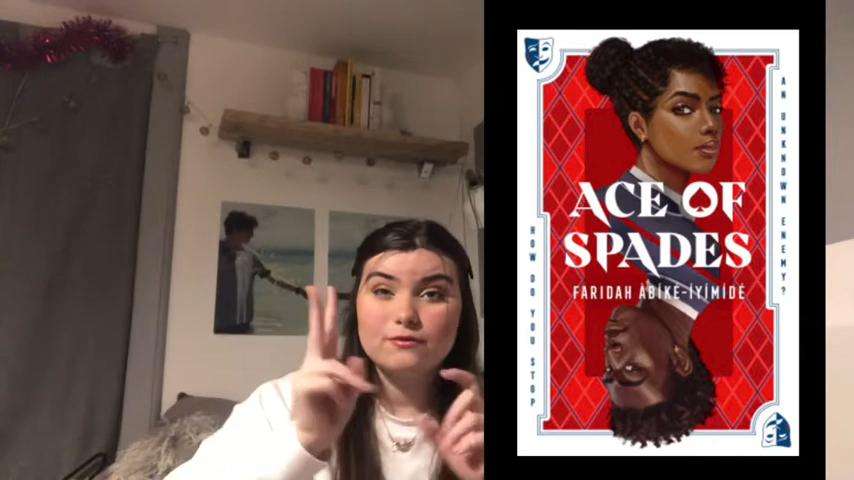 AN UNKNOWN ENEMY?
ACE OF
SPADES
FARIDAH ÀBÍKÉ-ÍYÍMÍDÉ
HOW DO YOU STOP